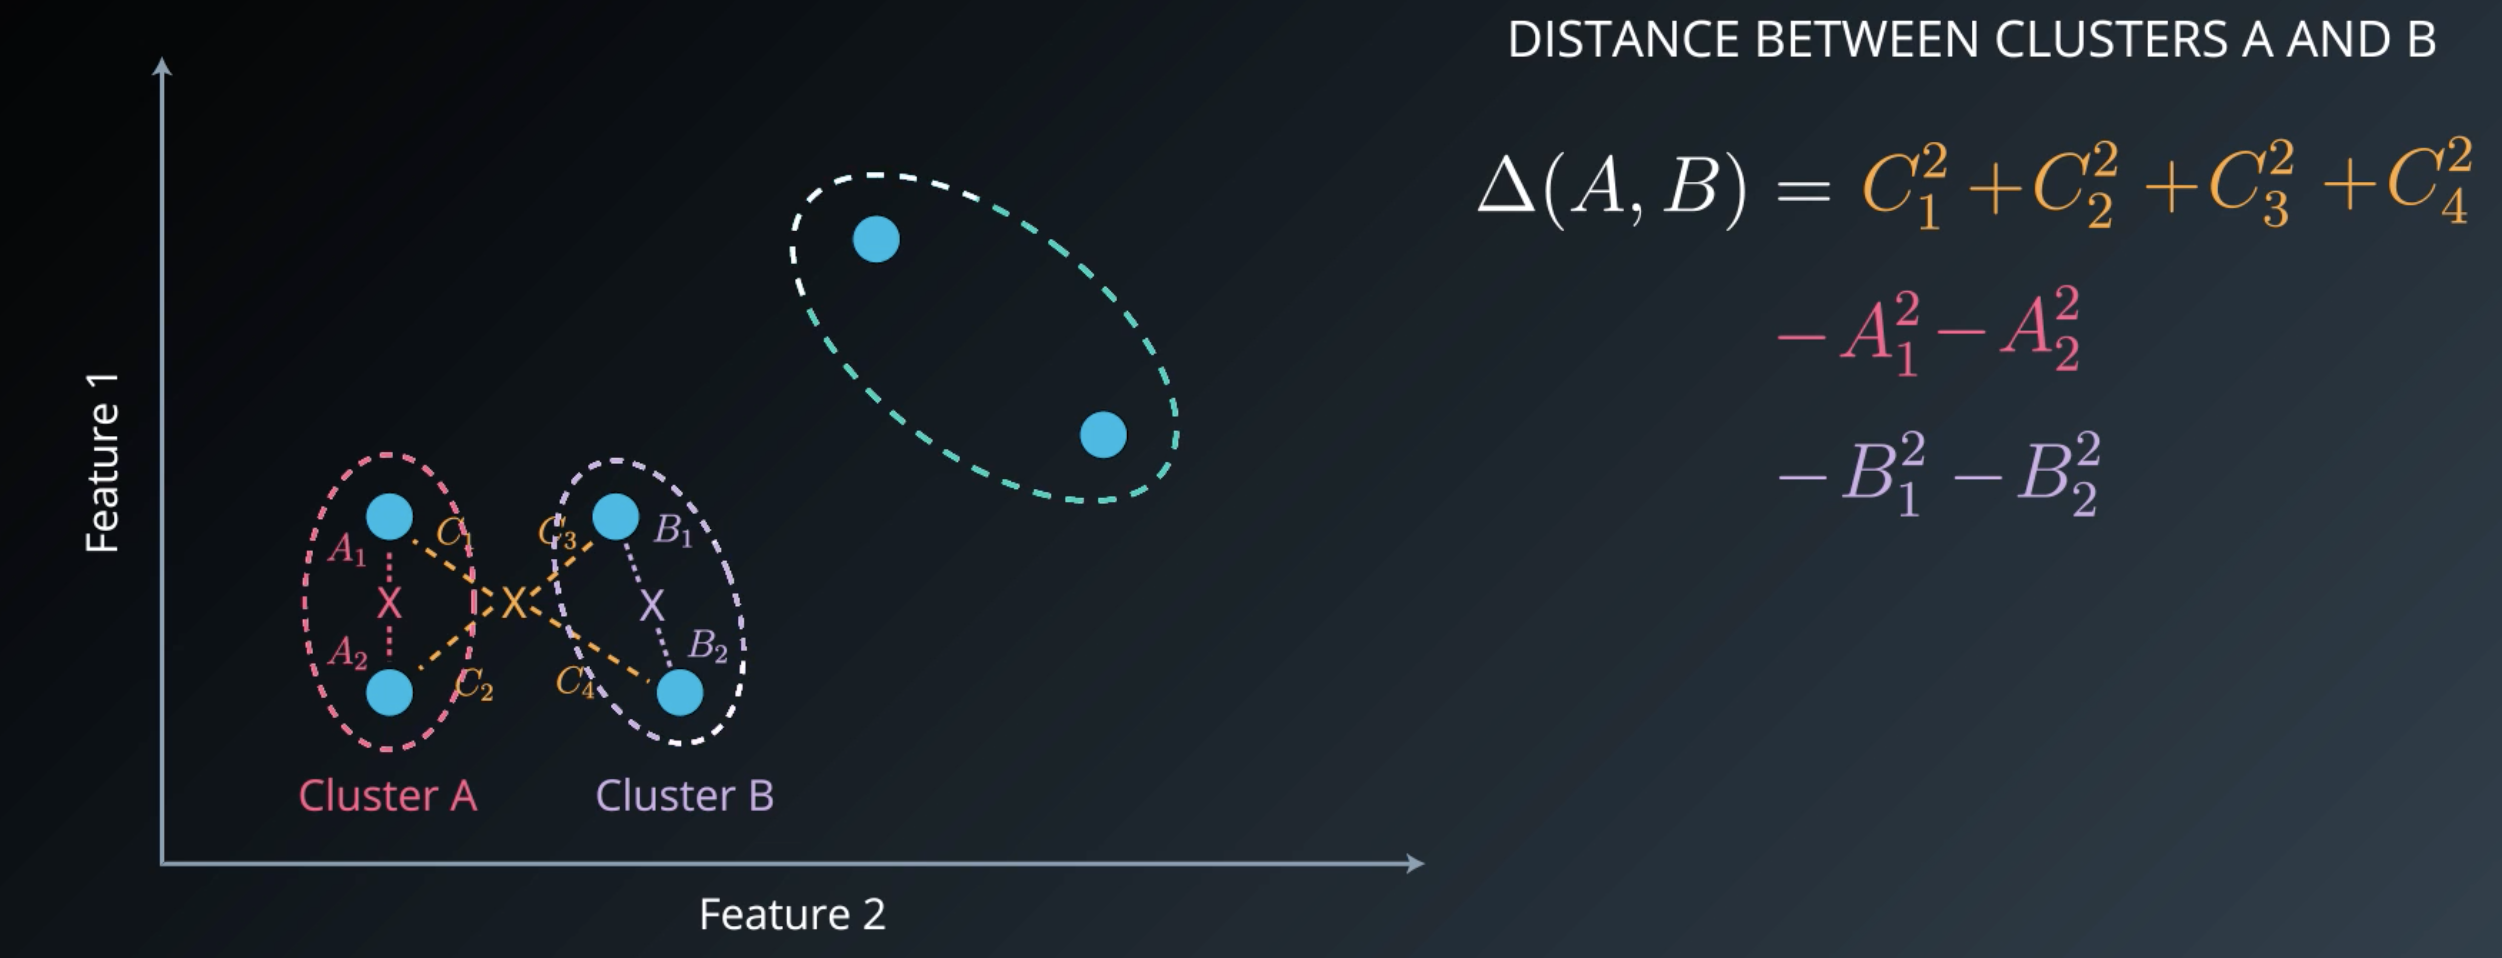 DISTANCE BETWEEN CLUSTERS A AND B
Δ(A, B) = C₁² + C₂² + C₃² + C₄²
− A₁² − A₂²
− B₁² − B₂²
Feature 1
A₁
C₁
C₃
B₁
X
X
X
A₂
C₂
C₄
B₂
Cluster A
Cluster B
Feature 2